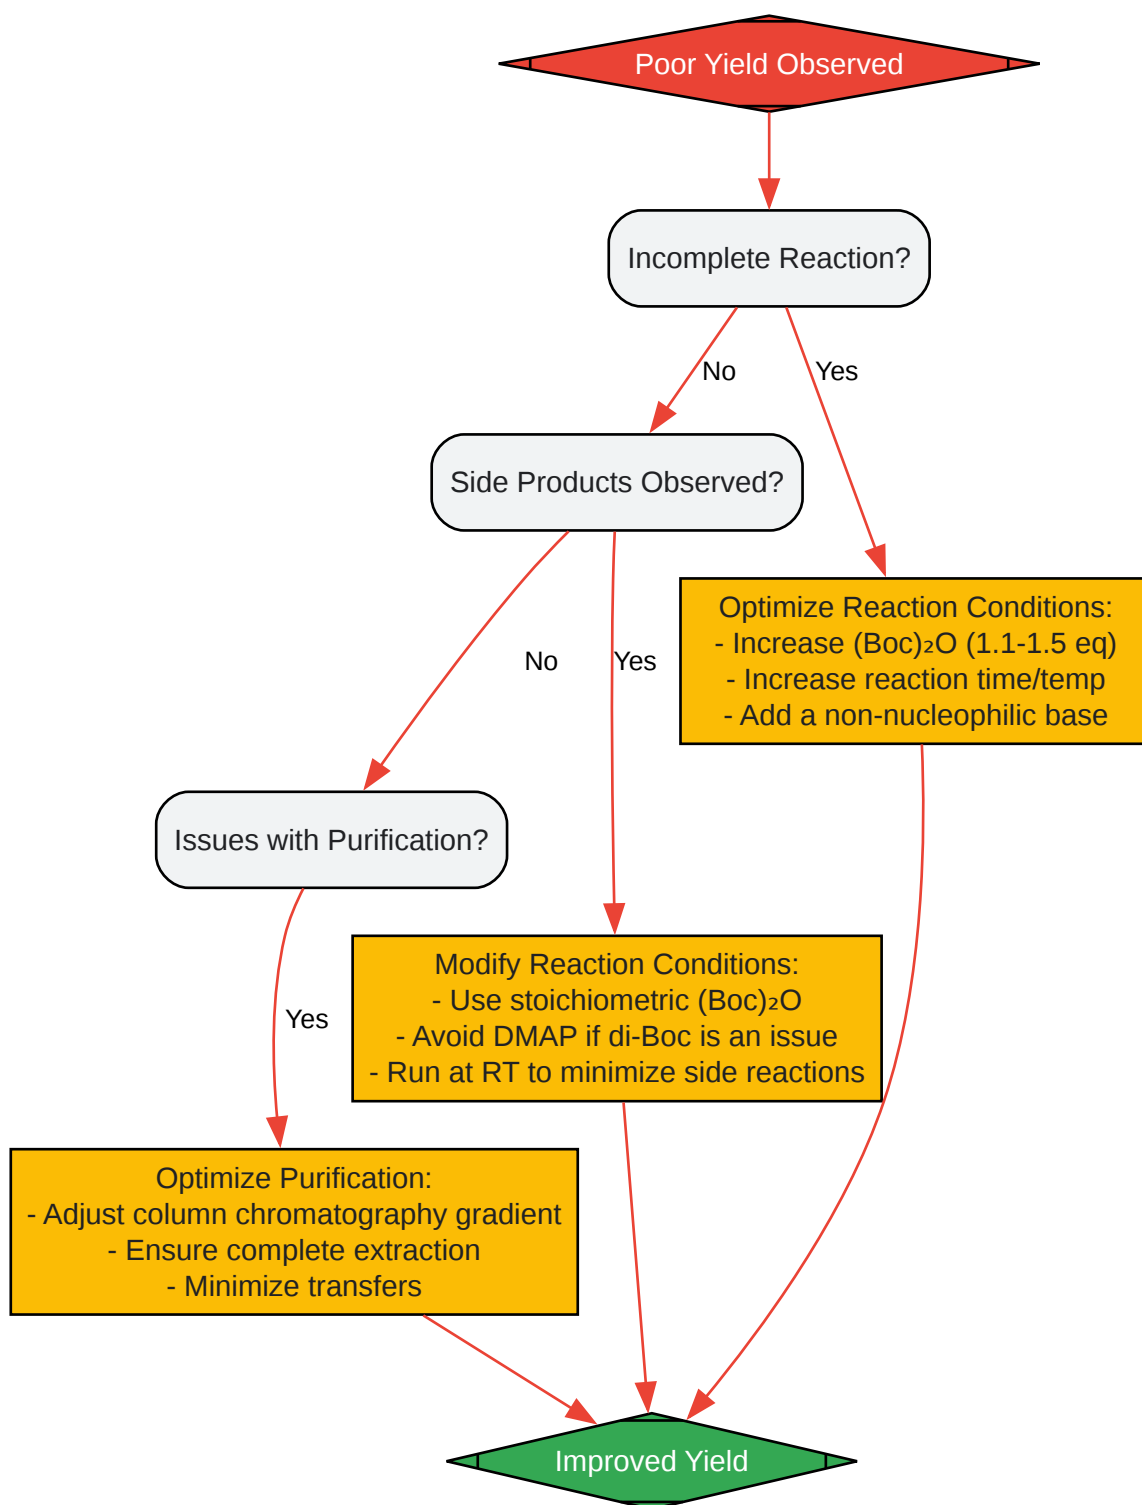 Poor Yield Observed
Incomplete Reaction?
No
Yes
Side Products Observed?
Optimize Reaction Conditions:
- Increase (Boc)₂O (1.1-1.5 eq)
- Increase reaction time/temp
- Add a non-nucleophilic base
No
Yes
Issues with Purification?
Modify Reaction Conditions:
- Use stoichiometric (Boc)₂O
- Avoid DMAP if di-Boc is an issue
- Run at RT to minimize side reactions
Yes
Optimize Purification:
- Adjust column chromatography gradient
- Ensure complete extraction
- Minimize transfers
Improved Yield